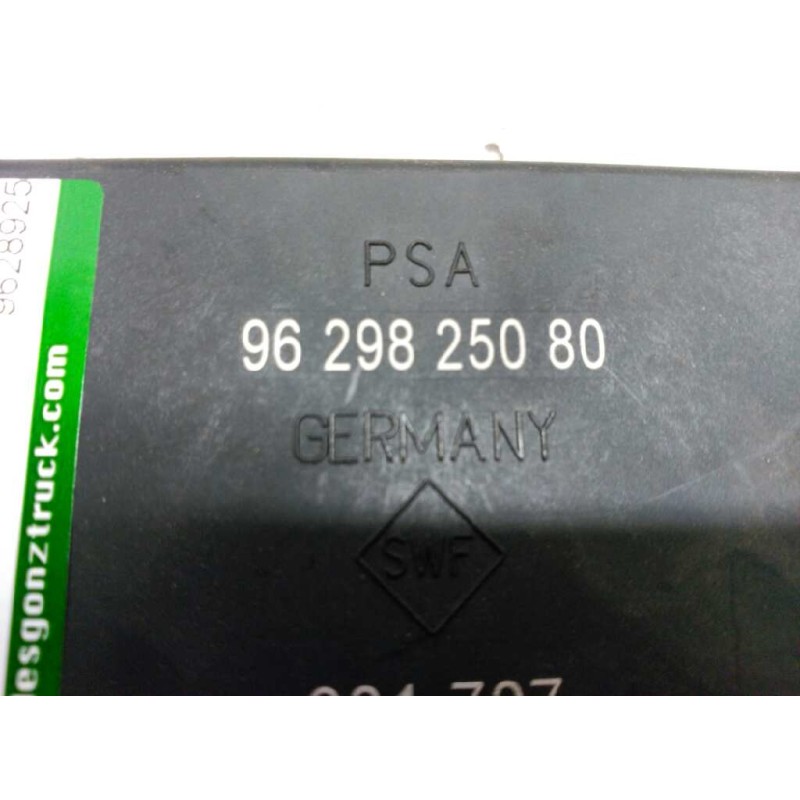 PSA
96 298 250 80
GERMANY
SWF
9628925
esgonztruck.com